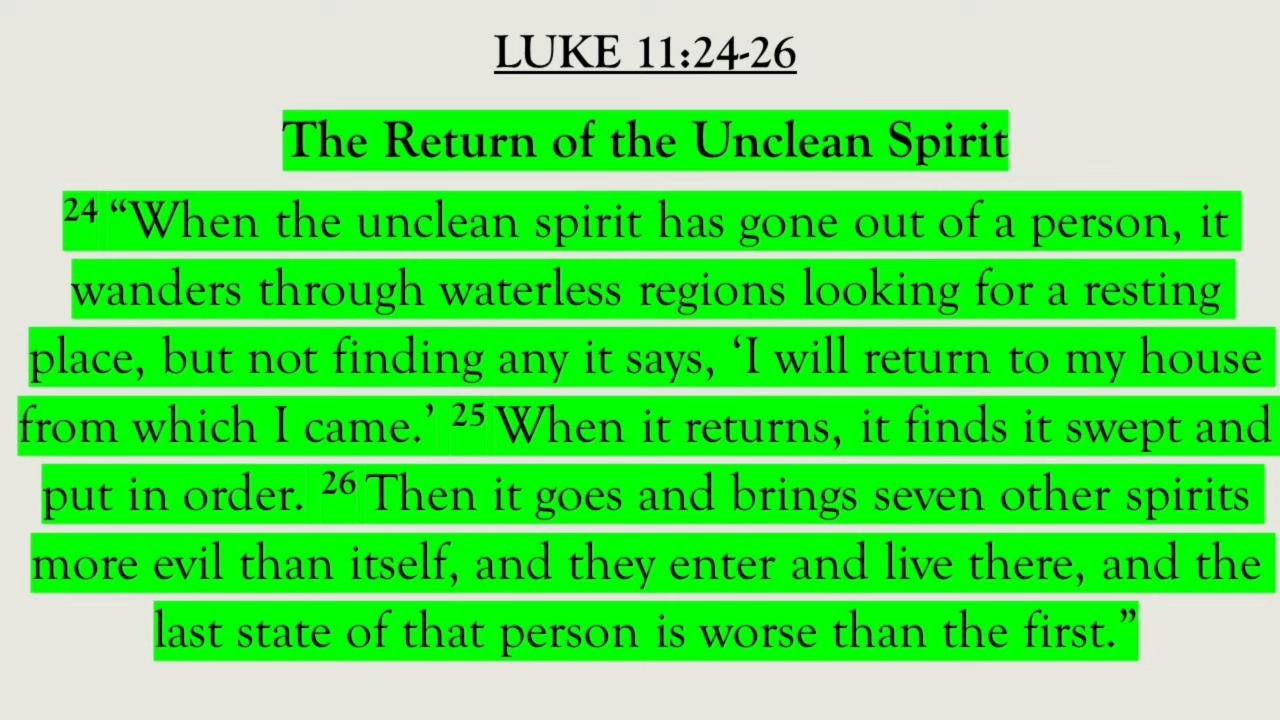 LUKE 11:24-26
The Return of the Unclean Spirit
24 “When the unclean spirit has gone out of a person, it
wanders through waterless regions looking for a resting
place, but not finding any it says, ‘I will return to my house
from which I came.’ 25 When it returns, it finds it swept and
put in order. 26 Then it goes and brings seven other spirits
more evil than itself, and they enter and live there, and the
last state of that person is worse than the first.”